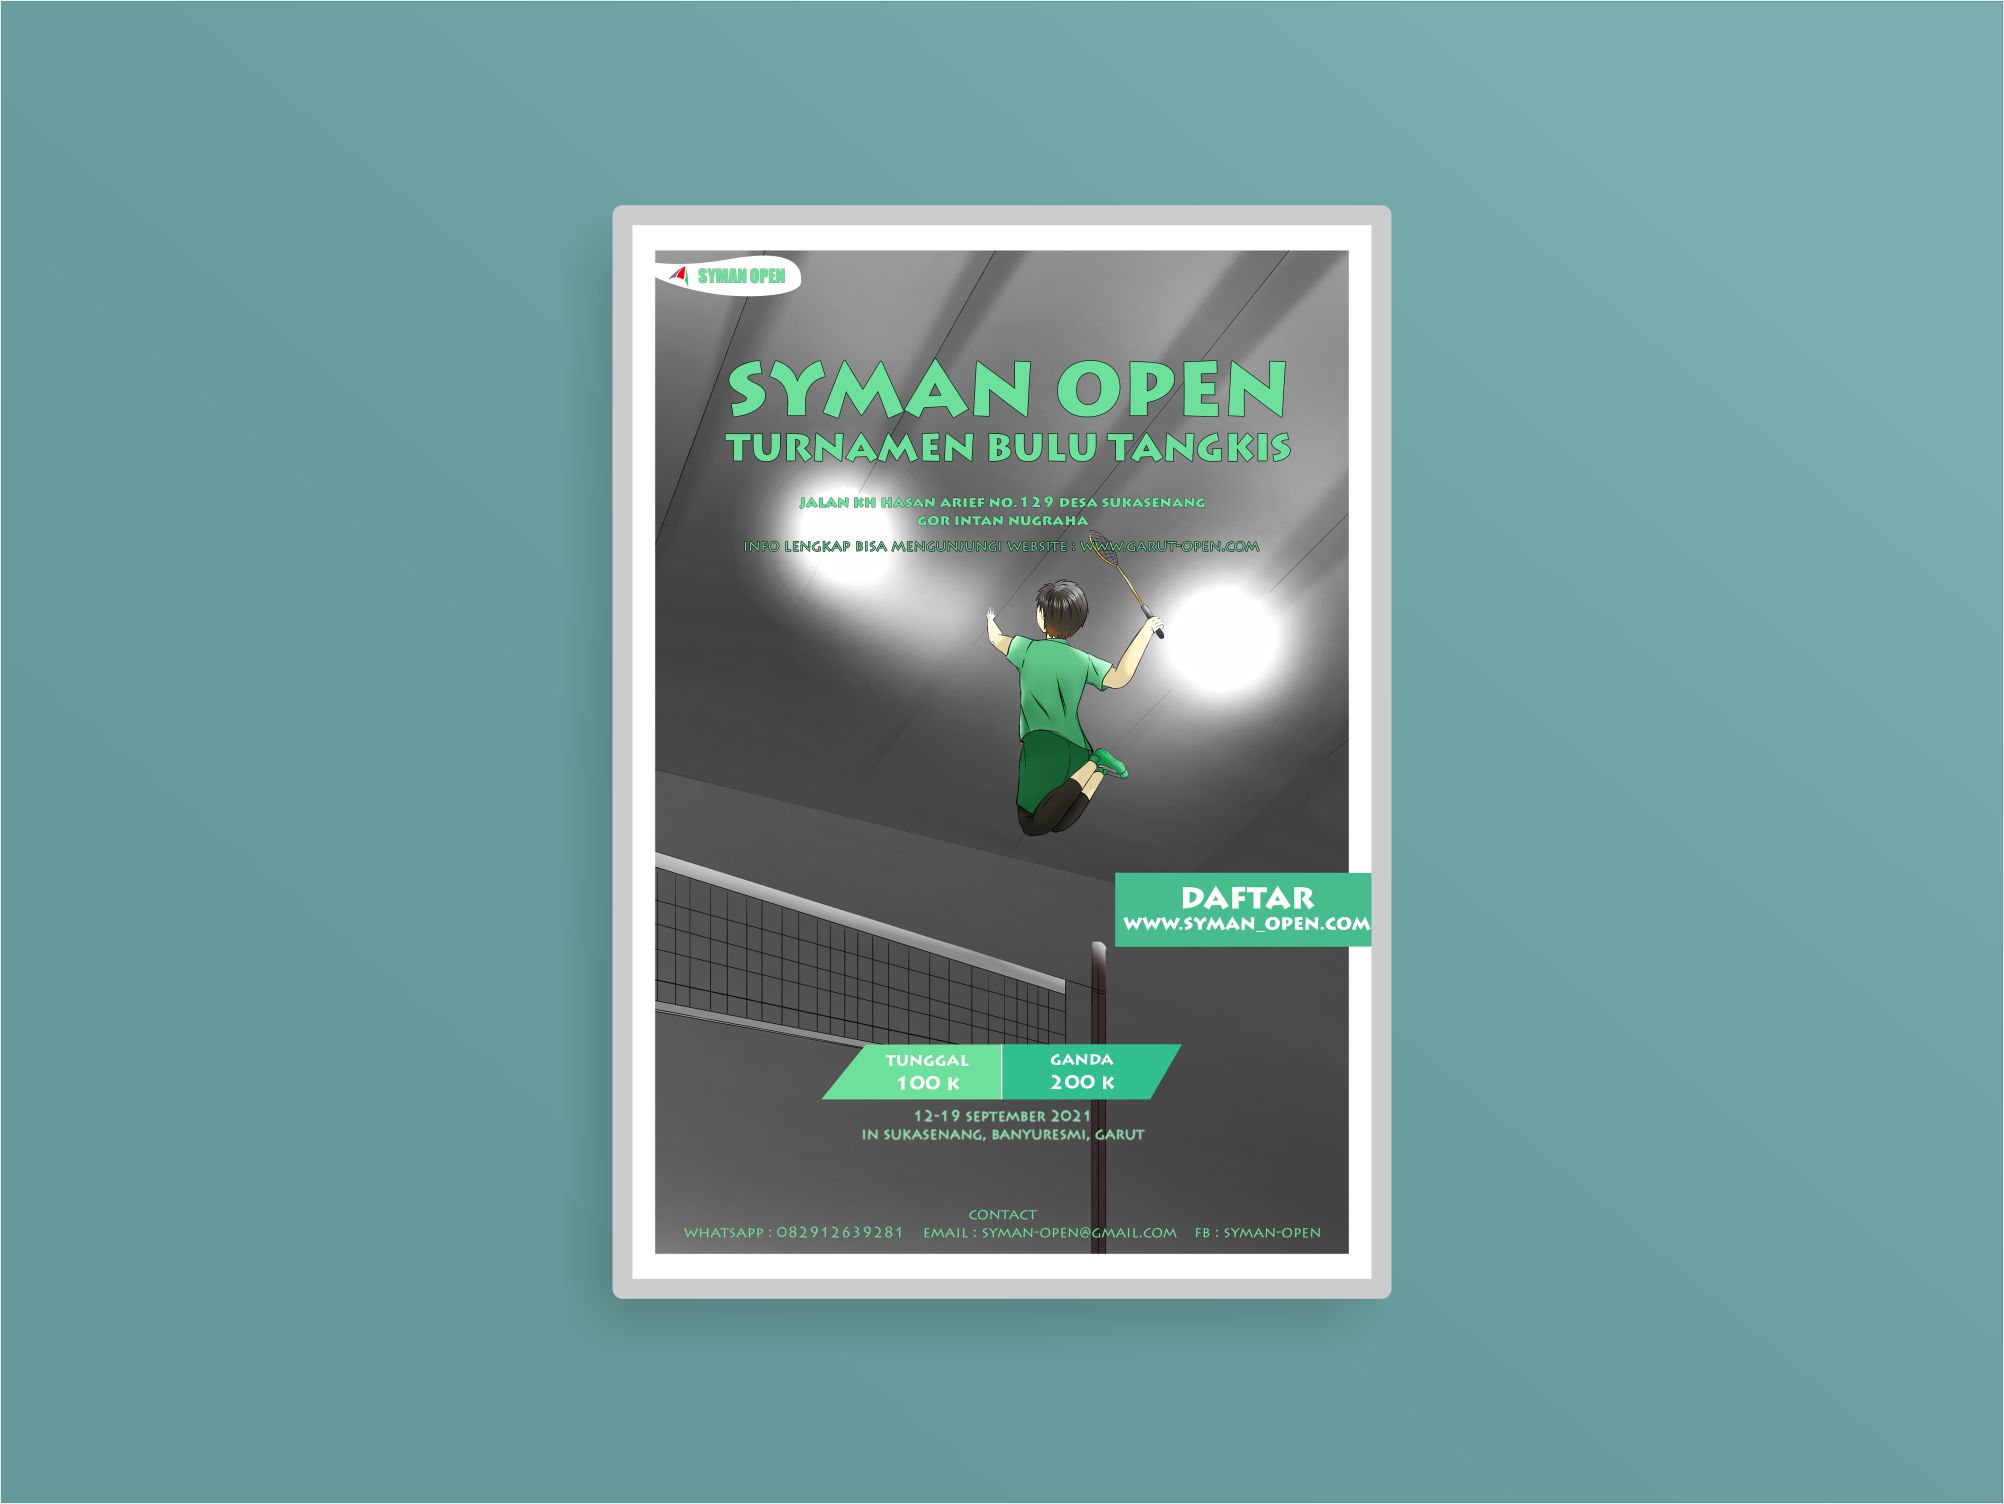 SYMAN OPEN
SYMAN OPEN
TURNAMEN BULU TANGKIS
JALAN KH HASAN ARIEF NO.129 DESA SUKASENANG
GOR INTAN NUGRAHA
INFO LENGKAP BISA MENGUNJUNGI WEBSITE : WWW.GARUT-OPEN.COM
DAFTAR
WWW.SYMAN_OPEN.COM
TUNGGAL GANDA
100 K 200 K
12-19 SEPTEMBER 2021
IN SUKASENANG, BANYURESMI, GARUT
CONTACT
WHATSAPP : 082912639281 EMAIL : SYMAN-OPEN@GMAIL.COM FB : SYMAN-OPEN